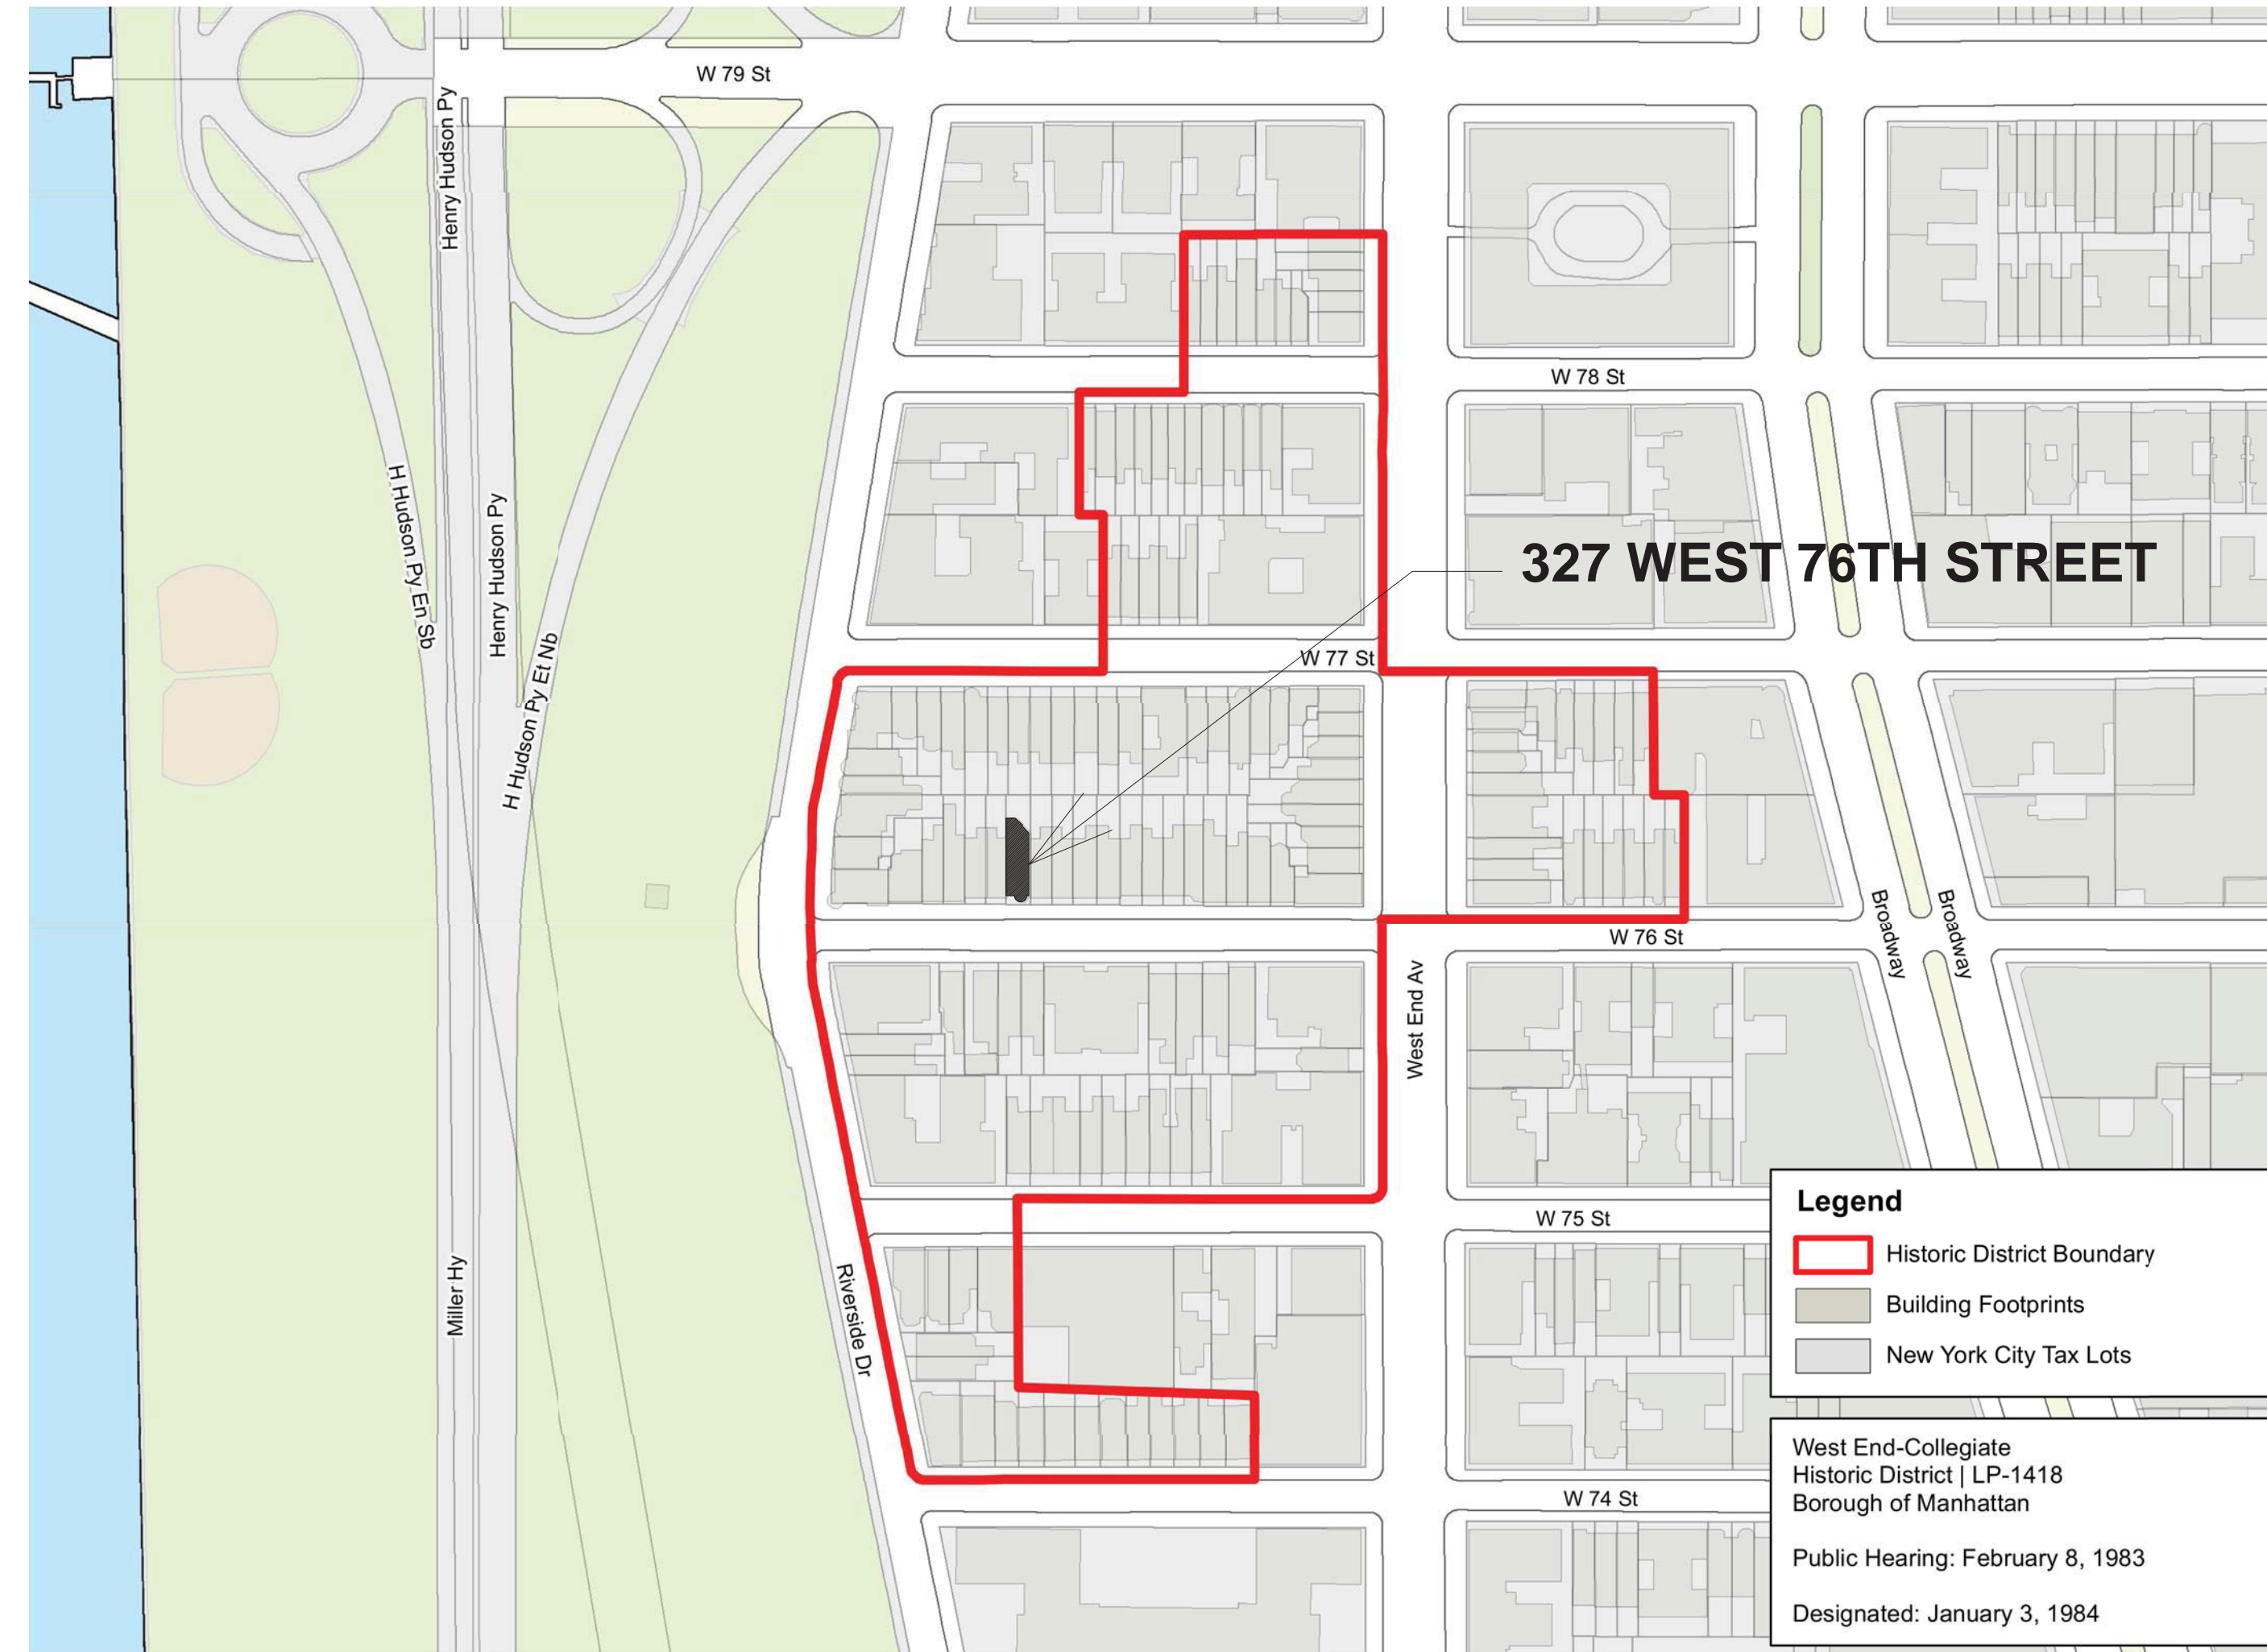 W 79 St
Henry Hudson Py
W 78 St
H Hudson Py En Sb
Henry Hudson Py
327 WEST 76TH STREET
H Hudson Py Et Nb
W 77 St
Broadway
Broadway
W 76 St
West End Av
W 75 St
Miller Hy
Riverside Dr
W 74 St
Legend
Historic District Boundary
Building Footprints
New York City Tax Lots
West End-Collegiate
Historic District | LP-1418
Borough of Manhattan
Public Hearing: February 8, 1983
Designated: January 3, 1984